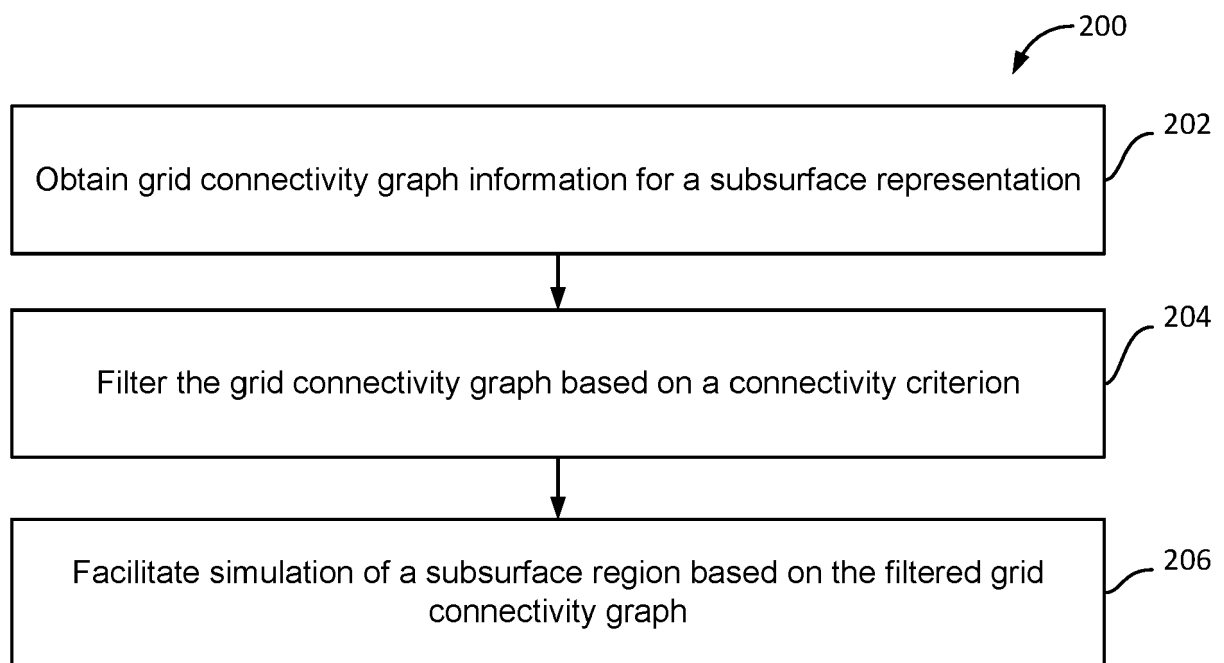 200
202
Obtain grid connectivity graph information for a subsurface representation
204
Filter the grid connectivity graph based on a connectivity criterion
206
Facilitate simulation of a subsurface region based on the filtered grid
connectivity graph